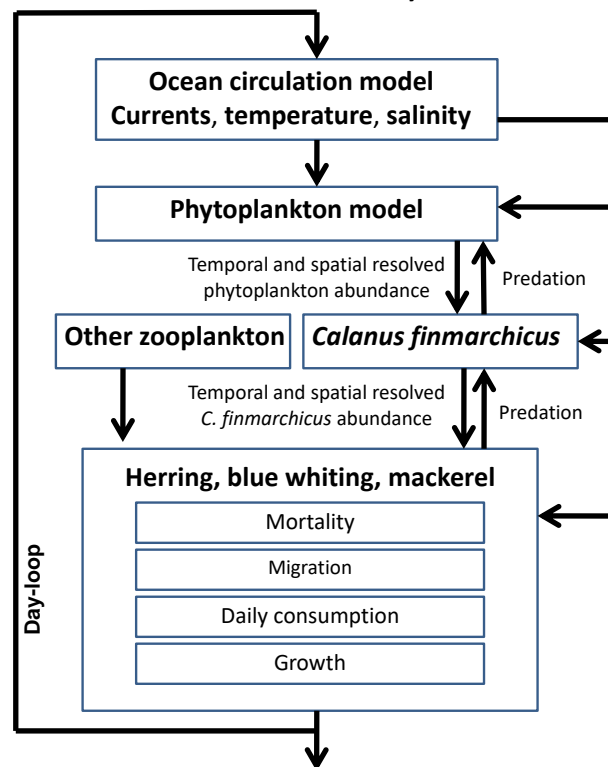 Ocean circulation model
Currents, temperature, salinity
Phytoplankton model
Temporal and spatial resolved
phytoplankton abundance
Predation
Other zooplankton
Calanus finmarchicus
Temporal and spatial resolved
C. finmarchicus abundance
Predation
Herring, blue whiting, mackerel
Mortality
Migration
Daily consumption
Growth
Day-loop